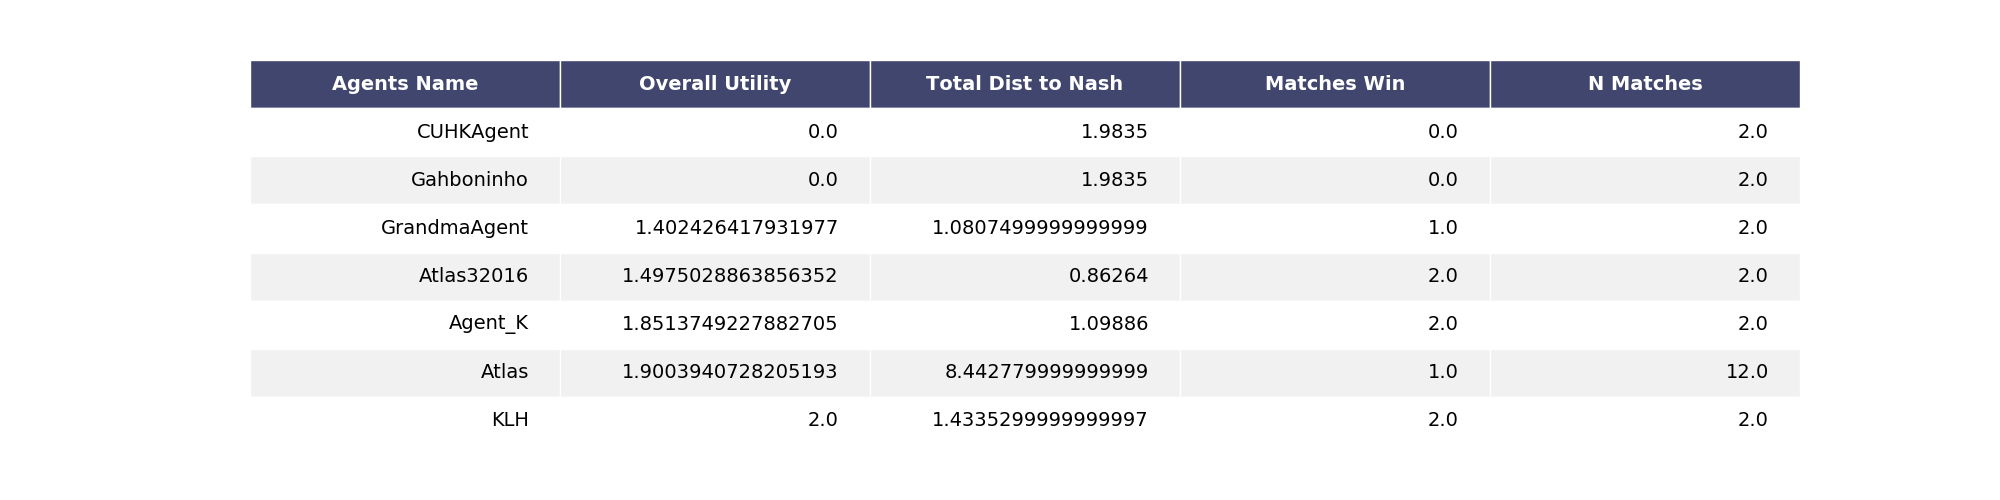 Agents Name Overall Utility Total Dist to Nash Matches Win N Matches
CUHKAgent 0.0 1.9835 0.0 2.0
Gahboninho 0.0 1.9835 0.0 2.0
GrandmaAgent 1.402426417931977 1.0807499999999999 1.0 2.0
Atlas32016 1.4975028863856352 0.86264 2.0 2.0
Agent_K 1.8513749227882705 1.09886 2.0 2.0
Atlas 1.9003940728205193 8.442779999999999 1.0 12.0
KLH 2.0 1.4335299999999997 2.0 2.0